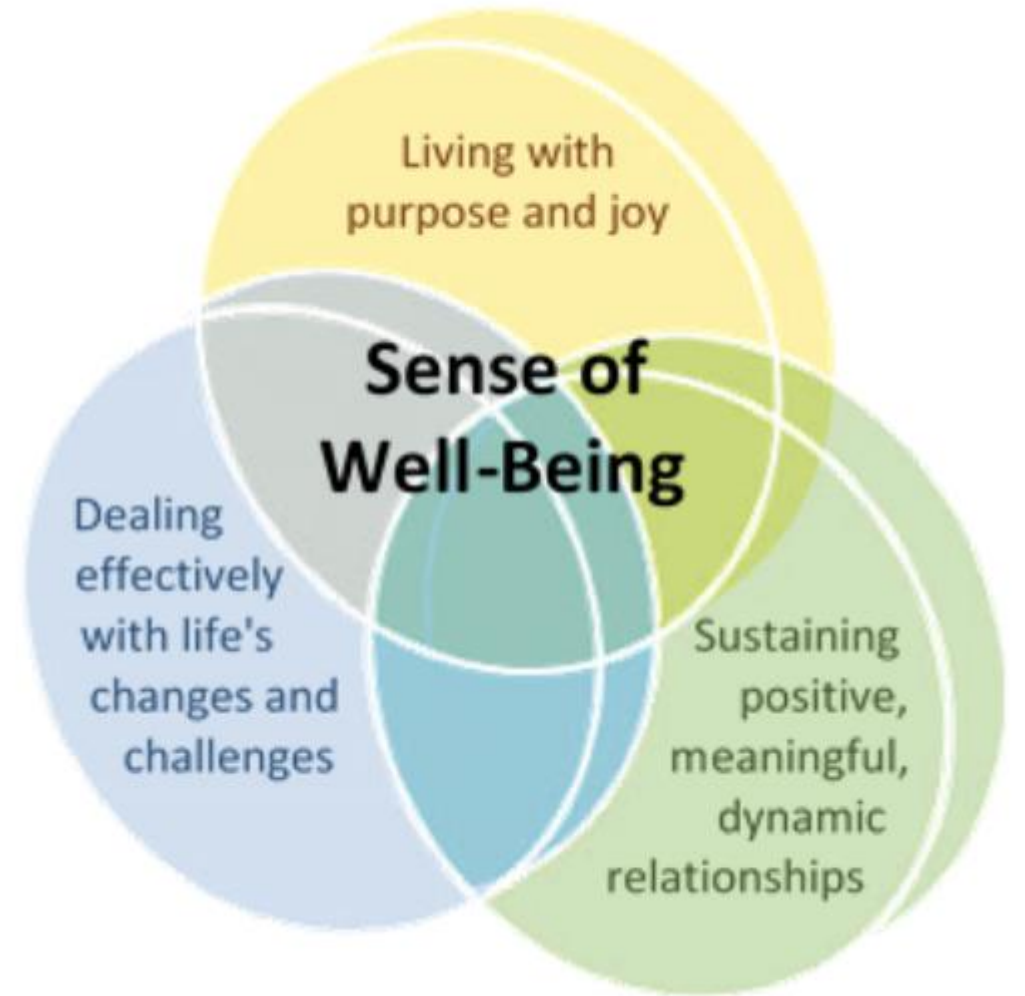 Living with
purpose and joy
Sense of
Well-Being
Dealing
effectively
with life's
changes and
challenges
Sustaining
positive,
meaningful,
dynamic
relationships